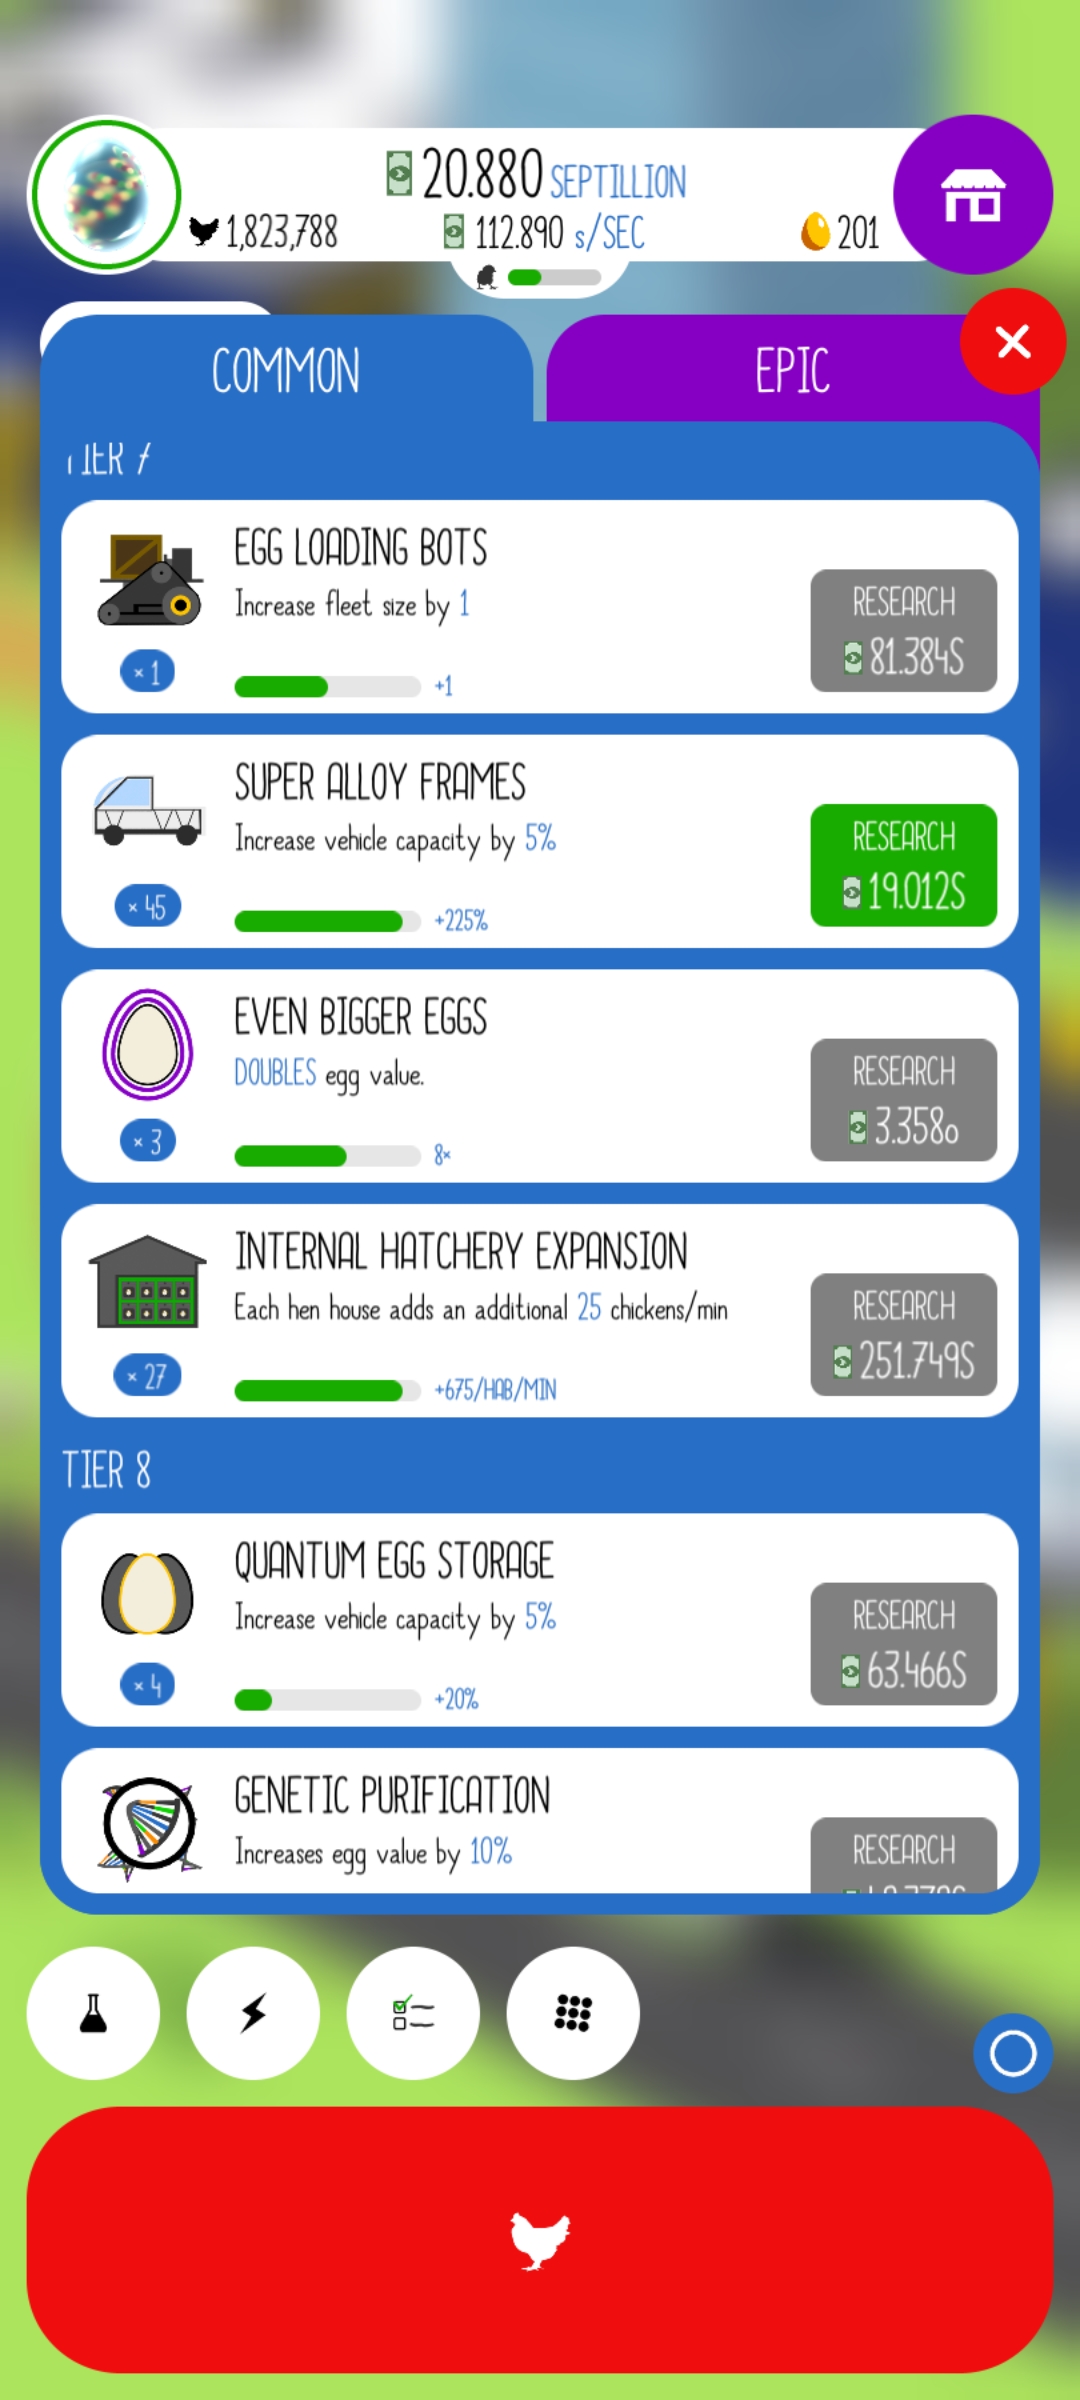 20.880 SEPTILLION
1,823,788
112.890 s/SEC
201
COMMON
EPIC
TIER 7
EGG LOADING BOTS
Increase fleet size by 1
× 1
+1
RESEARCH
81.384S
SUPER ALLOY FRAMES
Increase vehicle capacity by 5%
× 45
+225%
RESEARCH
19.012S
EVEN BIGGER EGGS
DOUBLES egg value.
× 3
8×
RESEARCH
3.358o
INTERNAL HATCHERY EXPANSION
Each hen house adds an additional 25 chickens/min
× 27
+675/HAB/MIN
RESEARCH
251.749S
TIER 8
QUANTUM EGG STORAGE
Increase vehicle capacity by 5%
× 4
+20%
RESEARCH
63.466S
GENETIC PURIFICATION
Increases egg value by 10%
RESEARCH